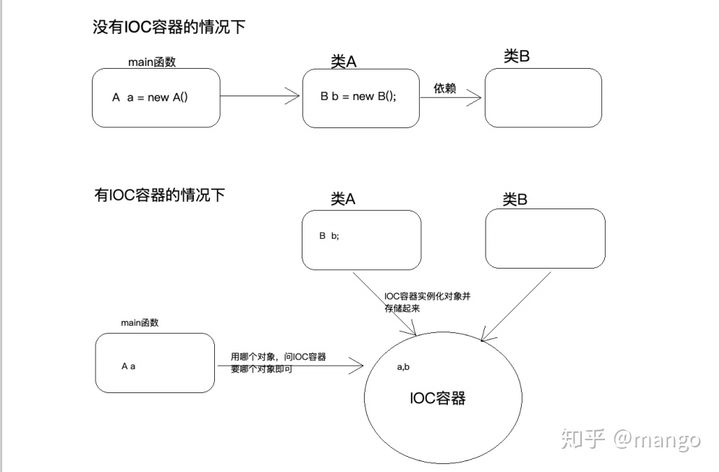 没有IOC容器的情况下
main函数
类A
类B
A a = new A()
B b = new B();
依赖
有IOC容器的情况下
类A
类B
B b;
IOC容器实例化对象并
存储起来
main函数
A a
用哪个对象，问IOC容器
要哪个对象即可
a,b
IOC容器
知乎 @mango